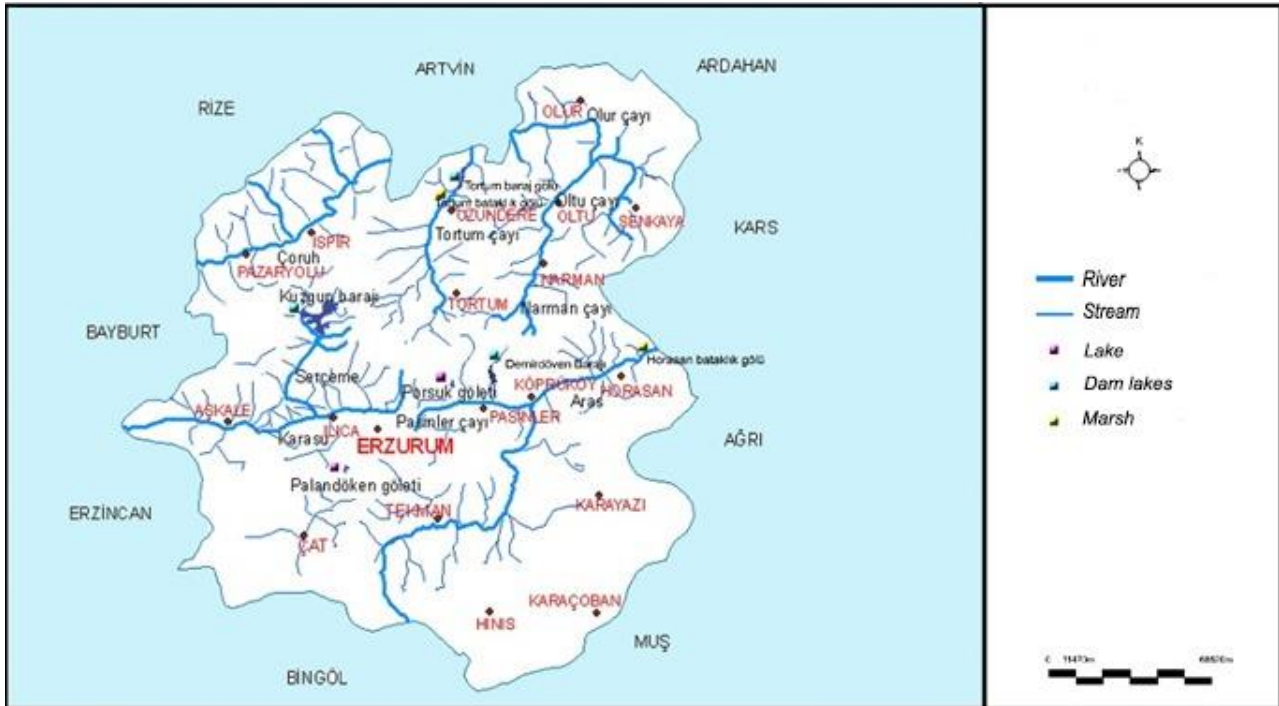 ARTVİN
ARDAHAN
RİZE
OLUR
Olur çayı
Tortum baraj gölü
Oltu çayı
OLTU
ŞENKAYA
Tortum çayı
KARS
İSPİR
Çoruh
PAZARYOLU
NARMAN
Kuzgun barajı
TORTUM
Narman çayı
BAYBURT
Demirdöven Barajı
Horasan bataklık gölü
Serçeme
Porsuk göleti
KÖPRÜKÖY
HORASAN
Aras
AŞKALE
Pasinler çayı
PASİNLER
ILICA
Karasu
ERZURUM
AĞRI
Palandöken göleti
KARAYAZI
ERZİNCAN
TEKMAN
ÇAT
KARAÇOBAN
HINIS
MUŞ
BİNGÖL
K
River
Stream
Lake
Dam lakes
Marsh